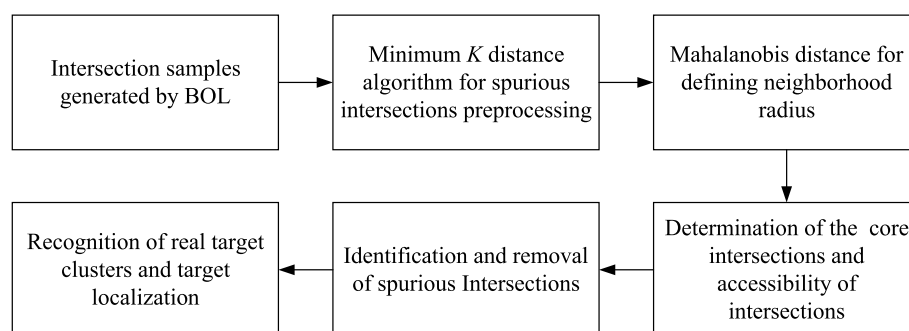 Intersection samples
generated by BOL
Minimum K distance
algorithm for spurious
intersections preprocessing
Mahalanobis distance for
defining neighborhood
radius
Determination of the core
intersections and
accessibility of
intersections
Identification and removal
of spurious Intersections
Recognition of real target
clusters and target
localization